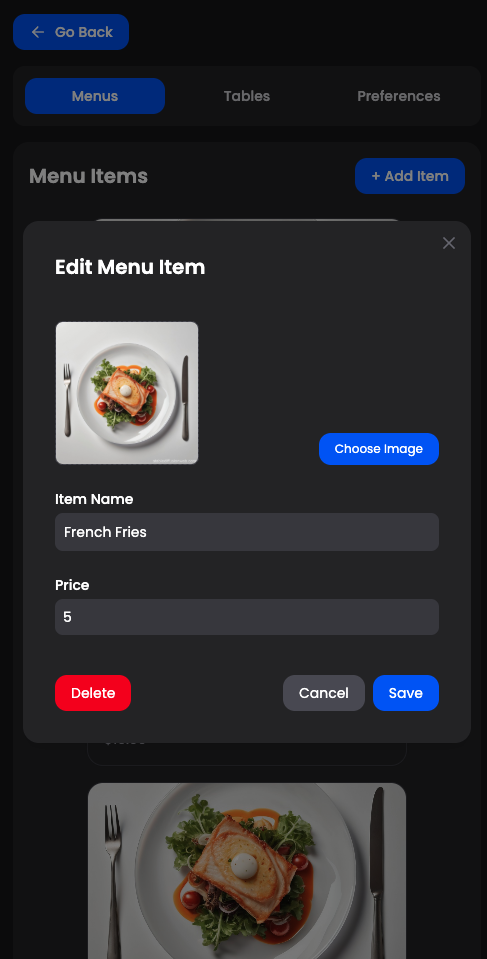 Go Back
Menus Tables Preferences
Menu Items + Add Item
Edit Menu Item
Choose Image
Item Name
French Fries
Price
5
Delete Cancel Save